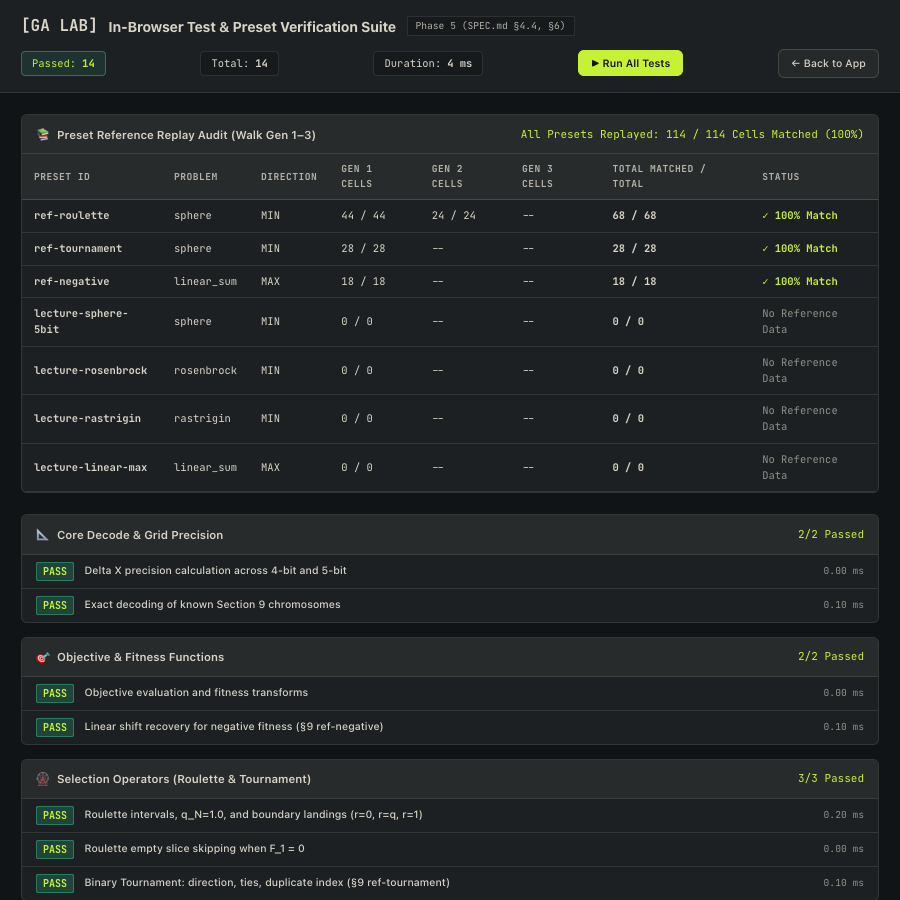 [GA LAB] In-Browser Test & Preset Verification Suite Phase 5 (SPEC.md §4.4, §6)
Passed: 14 Total: 14 Duration: 4 ms ▶ Run All Tests ← Back to App
Preset Reference Replay Audit (Walk Gen 1–3) All Presets Replayed: 114 / 114 Cells Matched (100%)
PRESET ID PROBLEM DIRECTION GEN 1 CELLS GEN 2 CELLS GEN 3 CELLS TOTAL MATCHED / TOTAL STATUS
ref-roulette sphere MIN 44 / 44 24 / 24 -- 68 / 68 ✓ 100% Match
ref-tournament sphere MIN 28 / 28 -- -- 28 / 28 ✓ 100% Match
ref-negative linear_sum MAX 18 / 18 -- -- 18 / 18 ✓ 100% Match
lecture-sphere-5bit sphere MIN 0 / 0 -- -- 0 / 0 No Reference Data
lecture-rosenbrock rosenbrock MIN 0 / 0 -- -- 0 / 0 No Reference Data
lecture-rastrigin rastrigin MIN 0 / 0 -- -- 0 / 0 No Reference Data
lecture-linear-max linear_sum MAX 0 / 0 -- -- 0 / 0 No Reference Data
Core Decode & Grid Precision 2/2 Passed
PASS Delta X precision calculation across 4-bit and 5-bit 0.00 ms
PASS Exact decoding of known Section 9 chromosomes 0.10 ms
Objective & Fitness Functions 2/2 Passed
PASS Objective evaluation and fitness transforms 0.00 ms
PASS Linear shift recovery for negative fitness (§9 ref-negative) 0.10 ms
Selection Operators (Roulette & Tournament) 3/3 Passed
PASS Roulette intervals, q_N=1.0, and boundary landings (r=0, r=q, r=1) 0.20 ms
PASS Roulette empty slice skipping when F_1 = 0 0.00 ms
PASS Binary Tournament: direction, ties, duplicate index (§9 ref-tournament) 0.10 ms